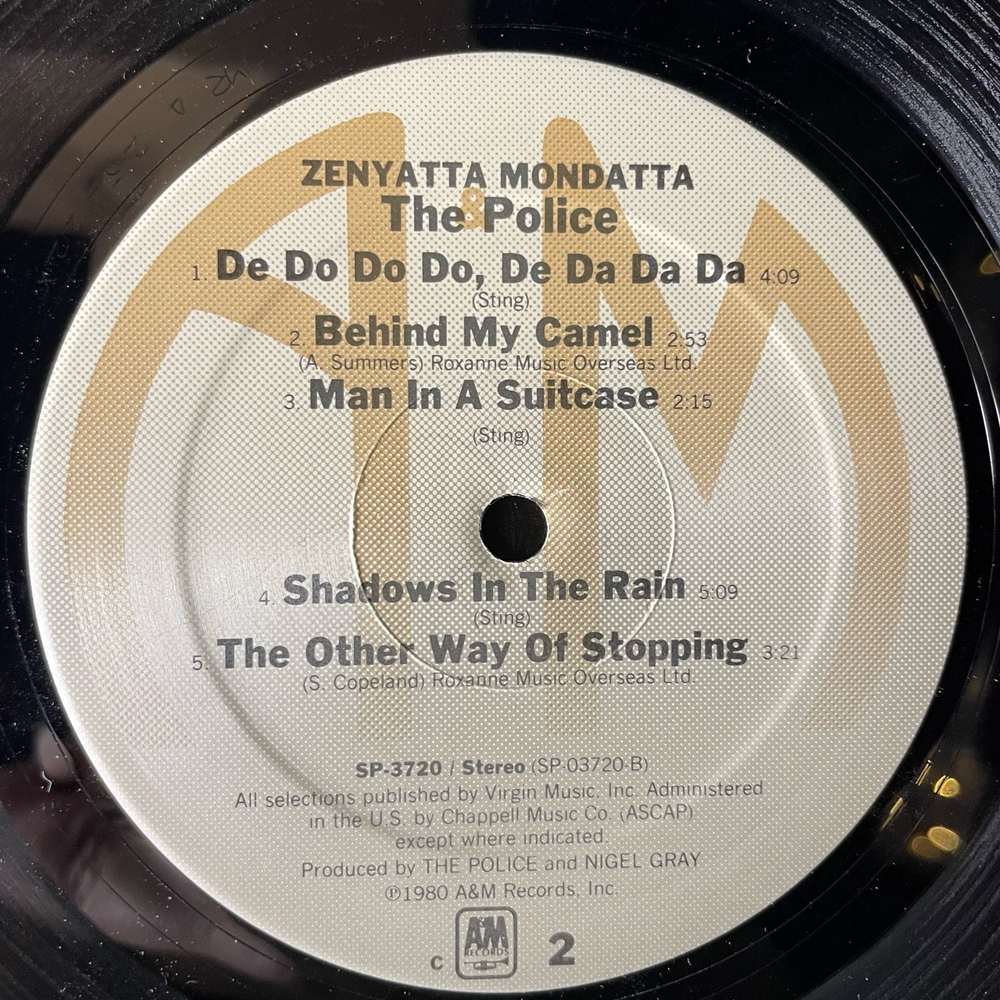 ZENYATTA MONDATTA
The Police
1. De Do Do Do, De Da Da Da 4:09
(Sting)
2. Behind My Camel 2:53
(A. Summers) Roxanne Music Overseas Ltd.
3. Man In A Suitcase 2:15
(Sting)
4. Shadows In The Rain 5:09
(Sting)
5. The Other Way Of Stopping 3:21
(S. Copeland) Roxanne Music Overseas Ltd.
SP-3720 / Stereo (SP-03720-B)
All selections published by Virgin Music, Inc. Administered
in the U.S. by Chappell Music Co. (ASCAP)
except where indicated.
Produced by THE POLICE and NIGEL GRAY
℗1980 A&M Records, Inc.
C A&M RECORDS 2